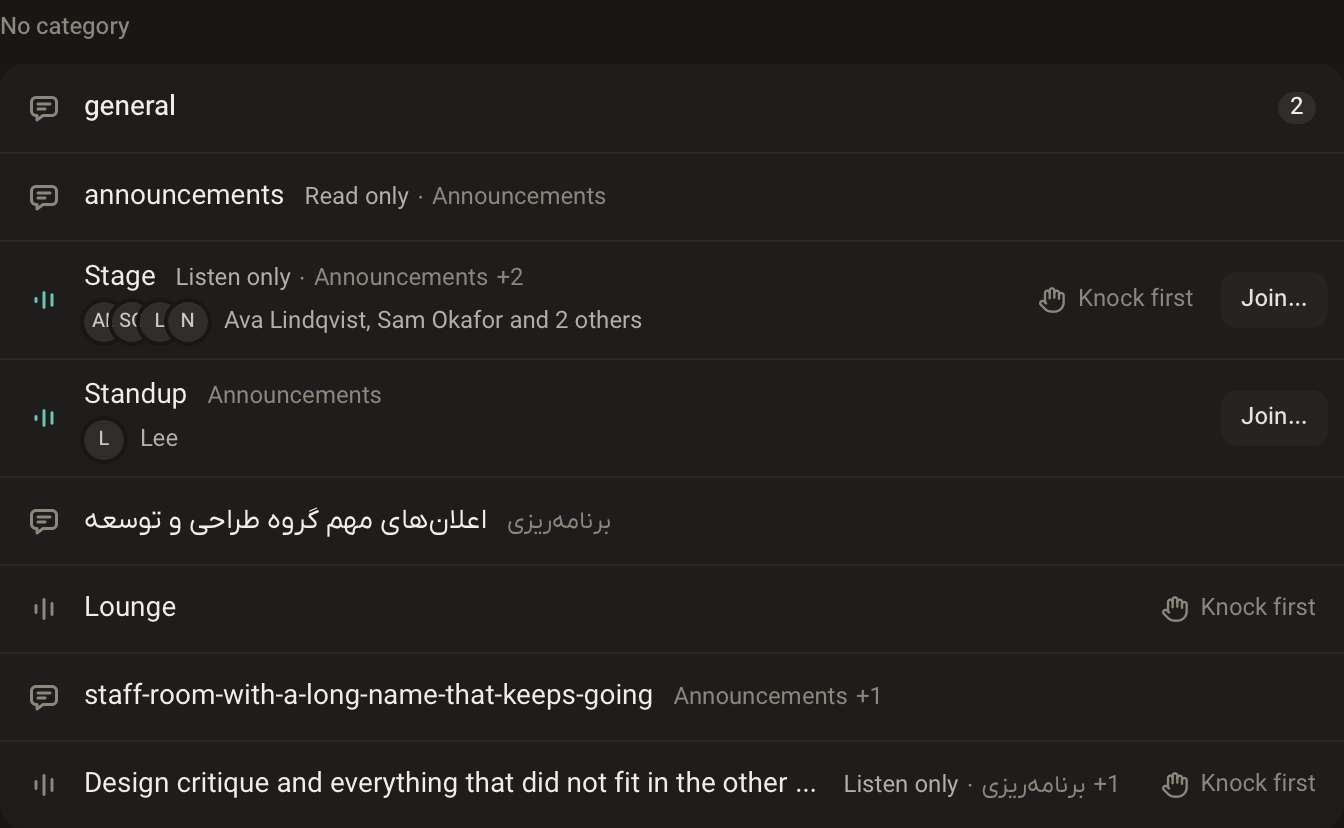 No category
general 2
announcements Read only · Announcements
Stage Listen only · Announcements +2
Knock first Join...
SO L N Ava Lindqvist, Sam Okafor and 2 others
Standup Announcements
Join...
L Lee
اعلان‌های مهم گروه طراحی و توسعه برنامه‌ریزی
Lounge Knock first
staff-room-with-a-long-name-that-keeps-going Announcements +1
Design critique and everything that did not fit in the other ... Listen only · برنامه‌ریزی +1 Knock first